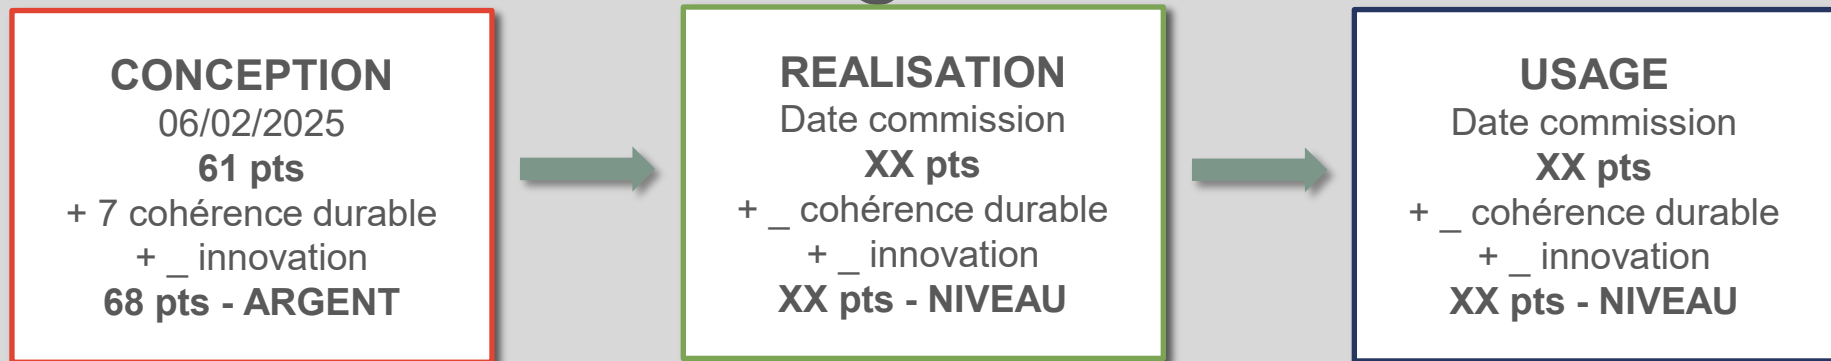 CONCEPTION
06/02/2025
61 pts
+ 7 cohérence durable
+ _ innovation
68 pts - ARGENT
REALISATION
Date commission
XX pts
+ _ cohérence durable
+ _ innovation
XX pts - NIVEAU
USAGE
Date commission
XX pts
+ _ cohérence durable
+ _ innovation
XX pts - NIVEAU